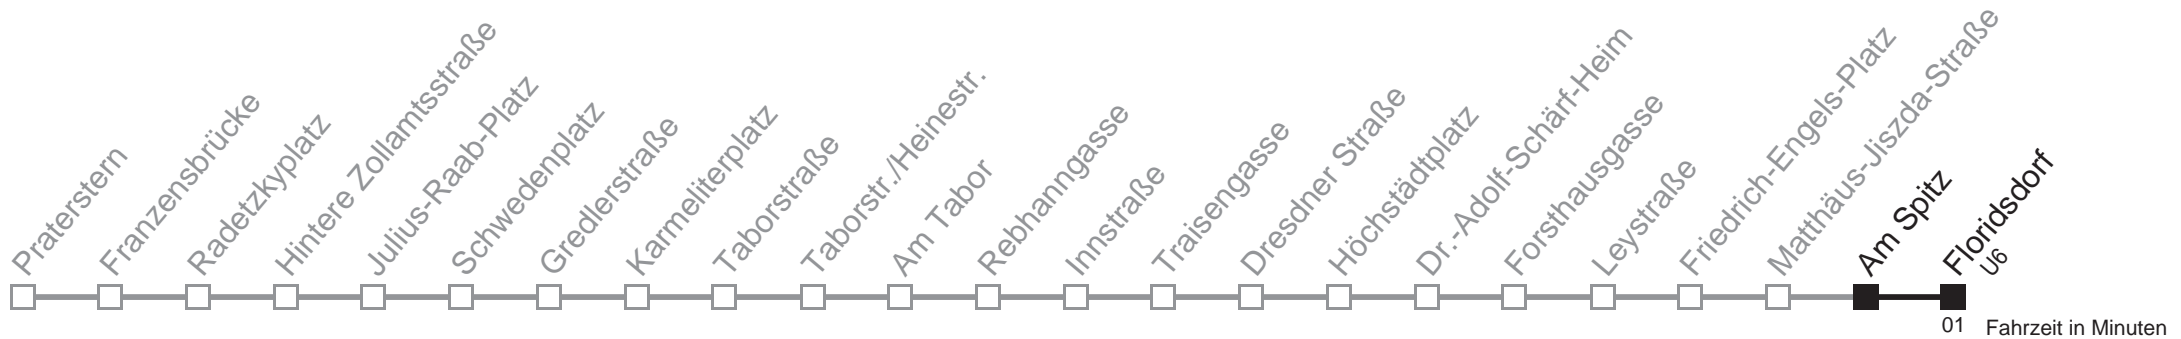 Praterstern
Franzensbrücke
Radetzkyplatz
Hintere Zollamtsstraße
Julius-Raab-Platz
Schwedenplatz
Gredlerstraße
Karmeliterplatz
Taborstraße
Taborstr./Heinestr.
Am Tabor
Rebhanngasse
Innstraße
Traisengasse
Dresdner Straße
Höchstädtplatz
Dr.-Adolf-Schärf-Heim
Forsthausgasse
Leystraße
Friedrich-Engels-Platz
Matthäus-Jiszda-Straße
Am Spitz
Floridsdorf
U6
01
Fahrzeit in Minuten